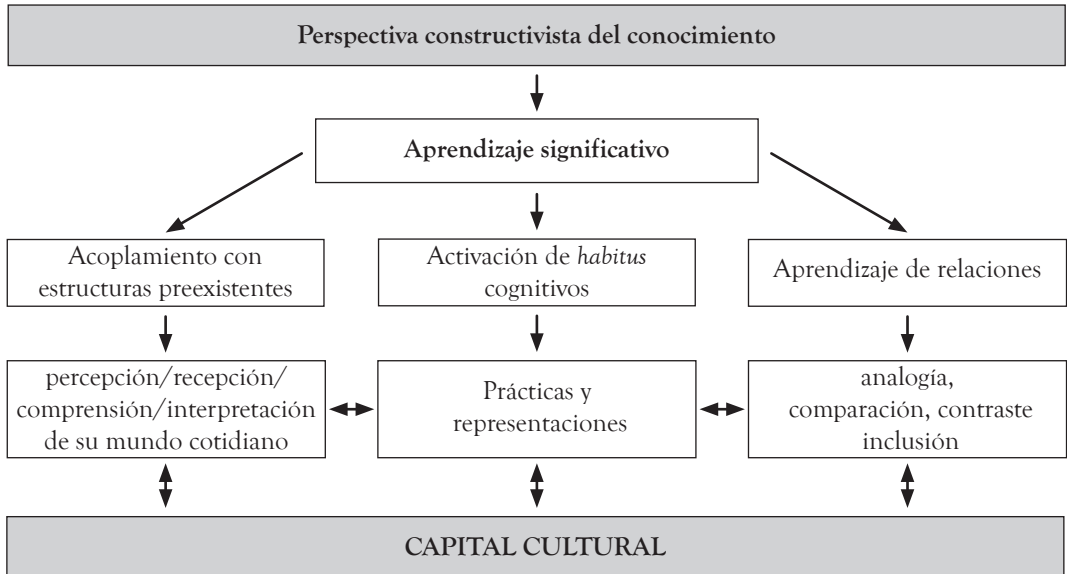 Perspectiva constructivista del conocimiento
Aprendizaje significativo
Acoplamiento con
estructuras preexistentes
Activación de habitus
cognitivos
Aprendizaje de relaciones
percepción/recepción/
comprensión/interpretación
de su mundo cotidiano
Prácticas y
representaciones
analogía,
comparación, contraste
inclusión
CAPITAL CULTURAL